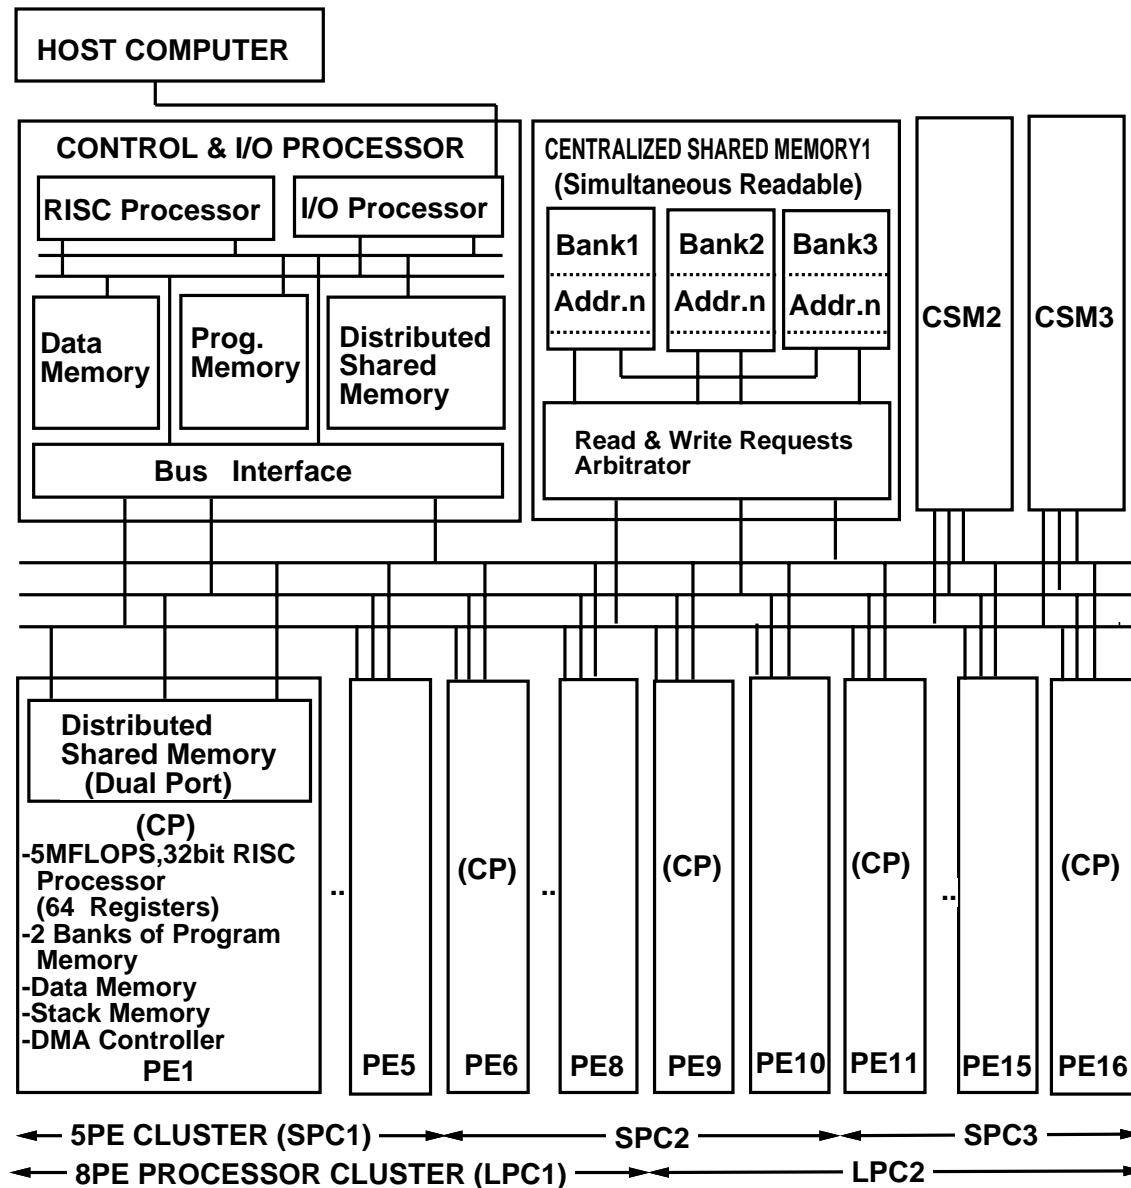 HOST COMPUTER
CONTROL & I/O PROCESSOR
RISC Processor
I/O Processor
Data
Memory
Prog.
Memory
Distributed
Shared
Memory
Bus Interface
CENTRALIZED SHARED MEMORY1
(Simultaneous Readable)
Bank1
Addr.n
Bank2
Addr.n
Bank3
Addr.n
Read & Write Requests
Arbitrator
CSM2
CSM3
Distributed
Shared Memory
(Dual Port)
(CP)
-5MFLOPS,32bit RISC
Processor
(64 Registers)
-2 Banks of Program
Memory
-Data Memory
-Stack Memory
-DMA Controller
PE1
..
PE5
(CP)
PE6
..
PE8
(CP)
PE9
PE10
(CP)
PE11
..
PE15
(CP)
PE16
5PE CLUSTER (SPC1)
SPC2
SPC3
8PE PROCESSOR CLUSTER (LPC1)
LPC2